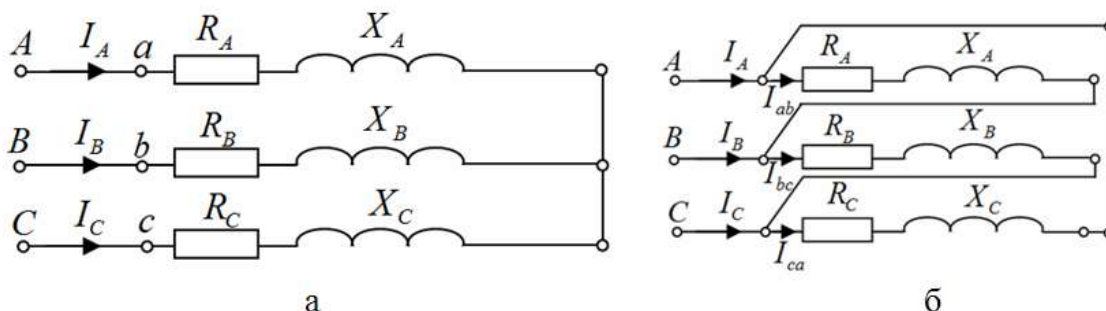 A I_A a R_A X_A
B I_B b R_B X_B
C I_C c R_C X_C
а
A I_A R_A X_A
I_ab
B I_B R_B X_B
I_bc
C I_C R_C X_C
I_ca
б